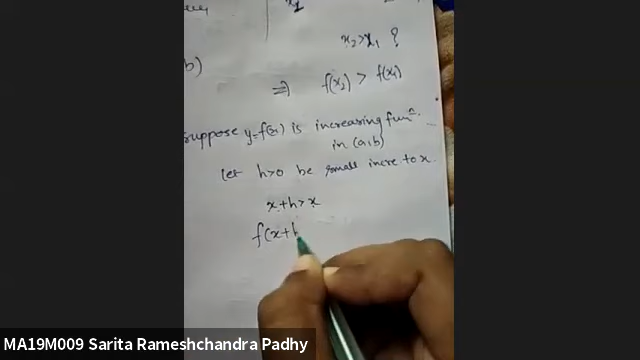 x₂
x₂ > x₁ ?
b)
⇒ f(x₂) > f(x₁)
suppose y=f(x) is increasing funⁿ.
in (a,b)
let h>0 be small incre to x.
x+h > x
f(x+h
MA19M009 Sarita Rameshchandra Padhy